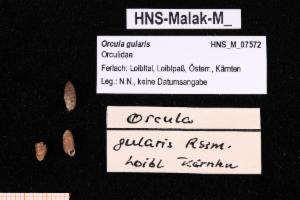 HNS-Malak-M_
Orcula gularis HNS_M_07572
Orculidae
Ferlach: Loibltal, Loiblpaß, Österr., Kärnten
Leg.: N.N., keine Datumsangabe
Orcula
gularis Rssm.
Loibl Kärnten